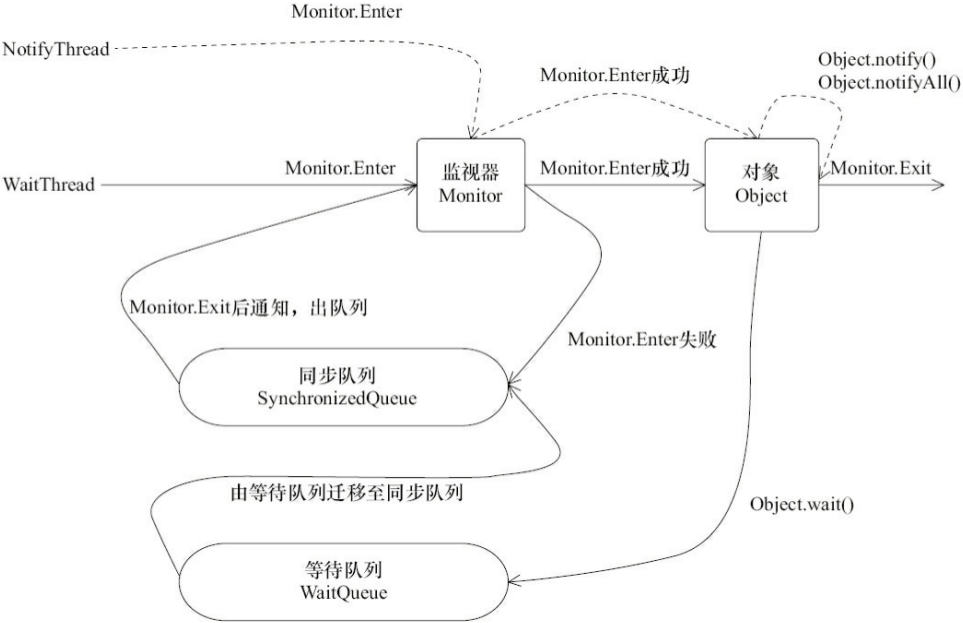 Monitor.Enter
NotifyThread
Object.notify()
Monitor.Enter成功
Object.notifyAll()
WaitThread
Monitor.Enter
监视器
Monitor
Monitor.Enter成功
对象
Object
Monitor.Exit
Monitor.Exit后通知，出队列
Monitor.Enter失败
同步队列
SynchronizedQueue
由等待队列迁移至同步队列
Object.wait()
等待队列
WaitQueue